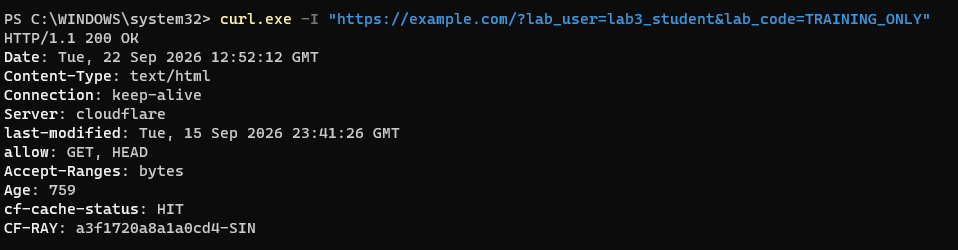 PS C:\WINDOWS\system32> curl.exe -I "https://example.com/?lab_user=lab3_student&lab_code=TRAINING_ONLY"
HTTP/1.1 200 OK
Date: Tue, 22 Sep 2026 12:52:12 GMT
Content-Type: text/html
Connection: keep-alive
Server: cloudflare
last-modified: Tue, 15 Sep 2026 23:41:26 GMT
allow: GET, HEAD
Accept-Ranges: bytes
Age: 759
cf-cache-status: HIT
CF-RAY: a3f1720a8a1a0cd4-SIN